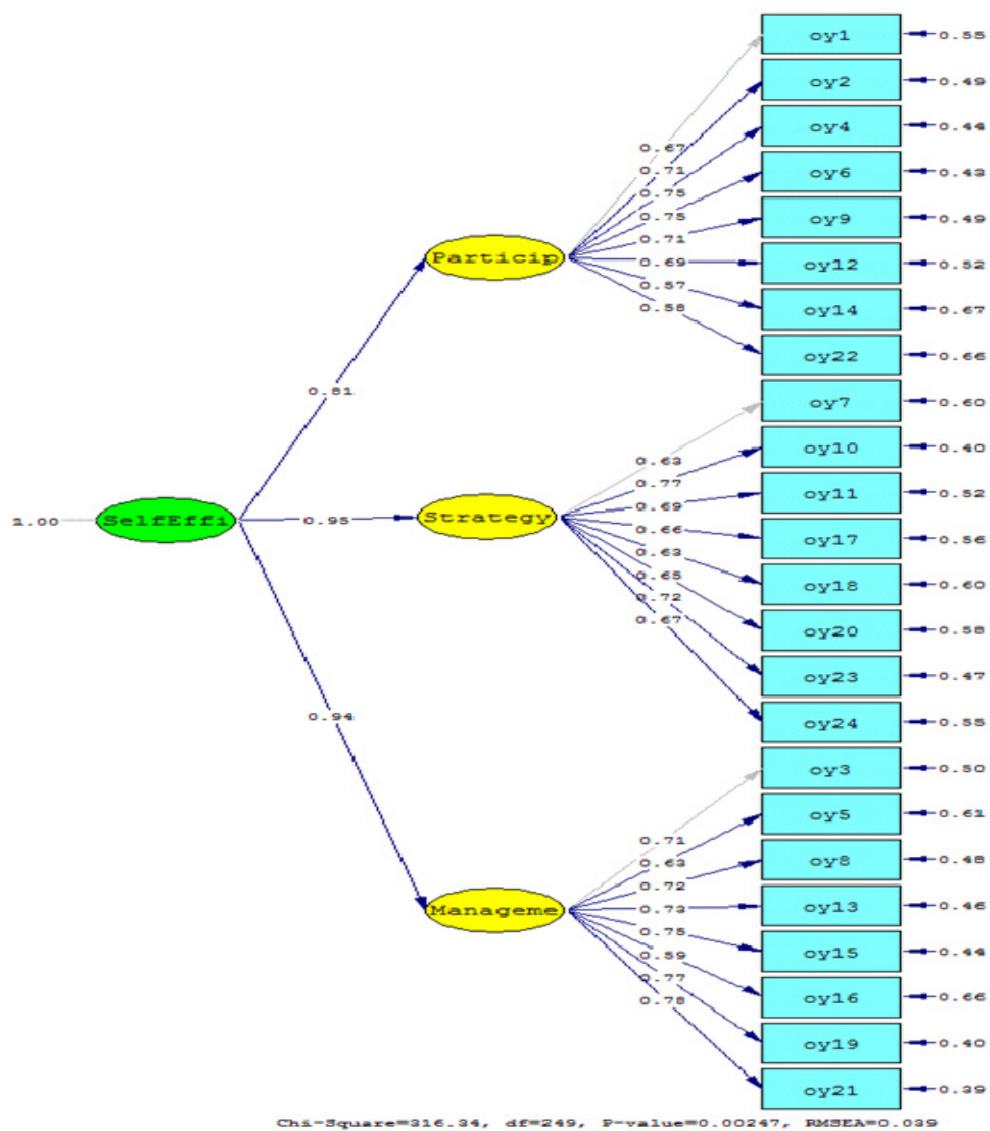 oy1 0.55
oy2 0.49
oy4 0.44
oy6 0.43
oy9 0.49
oy12 0.52
oy14 0.67
oy22 0.66
0.67
0.71
0.75
0.75
0.71
0.69
0.57
0.58
Particip
0.81
oy7 0.60
oy10 0.40
oy11 0.52
oy17 0.56
oy18 0.60
oy20 0.58
oy23 0.47
oy24 0.55
0.63
0.77
0.69
0.66
0.63
0.65
0.72
0.67
1.00 SelfEffi 0.95 Strategy
0.94
oy3 0.50
oy5 0.61
oy8 0.48
oy13 0.46
oy15 0.44
oy16 0.66
oy19 0.40
oy21 0.39
0.71
0.63
0.72
0.73
0.75
0.59
0.77
0.78
Manageme
Chi-Square=316.34, df=249, P-value=0.00247, RMSEA=0.039